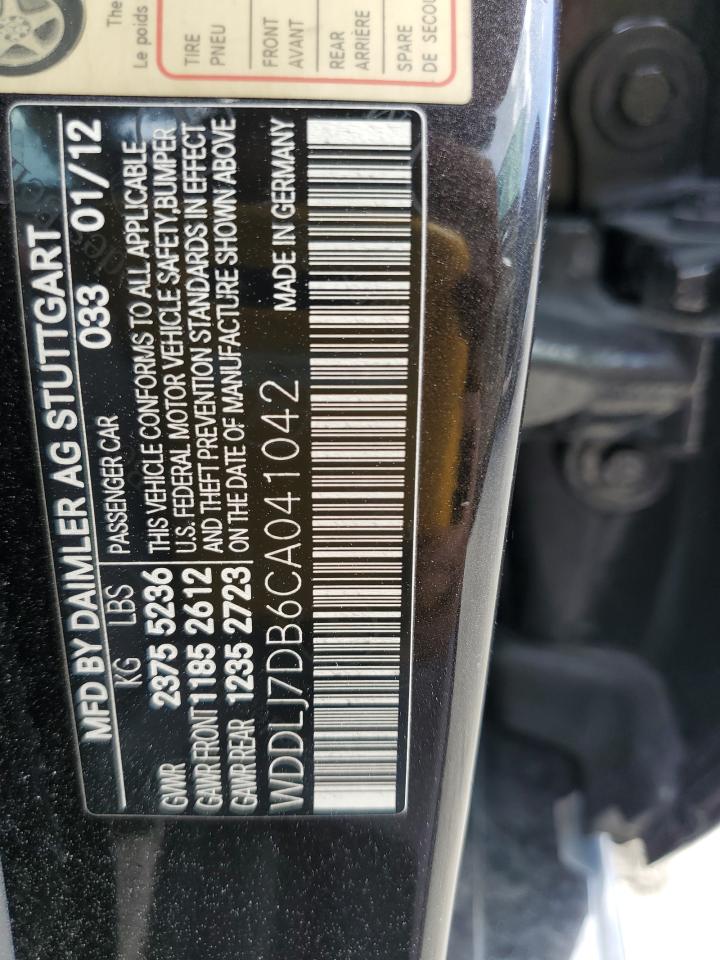 The
Le poids
TIRE
PNEU
FRONT
AVANT
REAR
ARRIÈRE
SPARE
DE SECOU
MFD BY DAIMLER AG STUTTGART
KG LBS PASSENGER CAR 033 01/12
GVWR 2375 5236
GAWR FRONT 1185 2612
GAWR REAR 1235 2723
THIS VEHICLE CONFORMS TO ALL APPLICABLE
U.S. FEDERAL MOTOR VEHICLE SAFETY,BUMPER
AND THEFT PREVENTION STANDARDS IN EFFECT
ON THE DATE OF MANUFACTURE SHOWN ABOVE
WDDLJ7DB6CA041042 MADE IN GERMANY